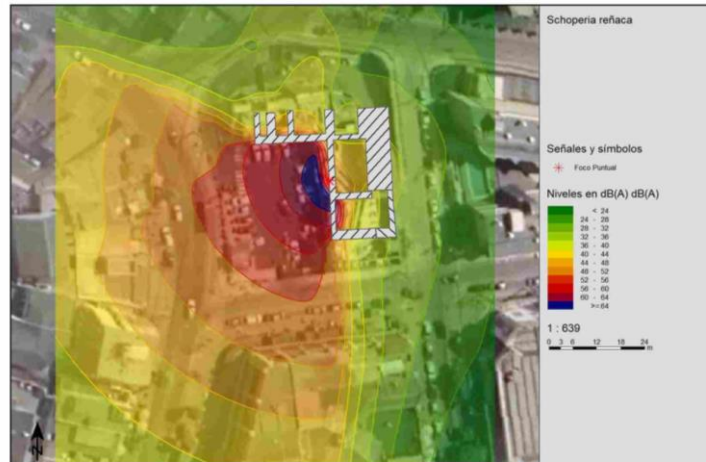 Schoperia reñaca
Señales y símbolos
Foco Puntual
Niveles en dB(A) dB(A)
< 24
24 - 28
28 - 32
32 - 36
36 - 40
40 - 44
44 - 48
48 - 52
52 - 56
56 - 60
60 - 64
>= 64
1 : 639
0 3 6 12 18 24
m